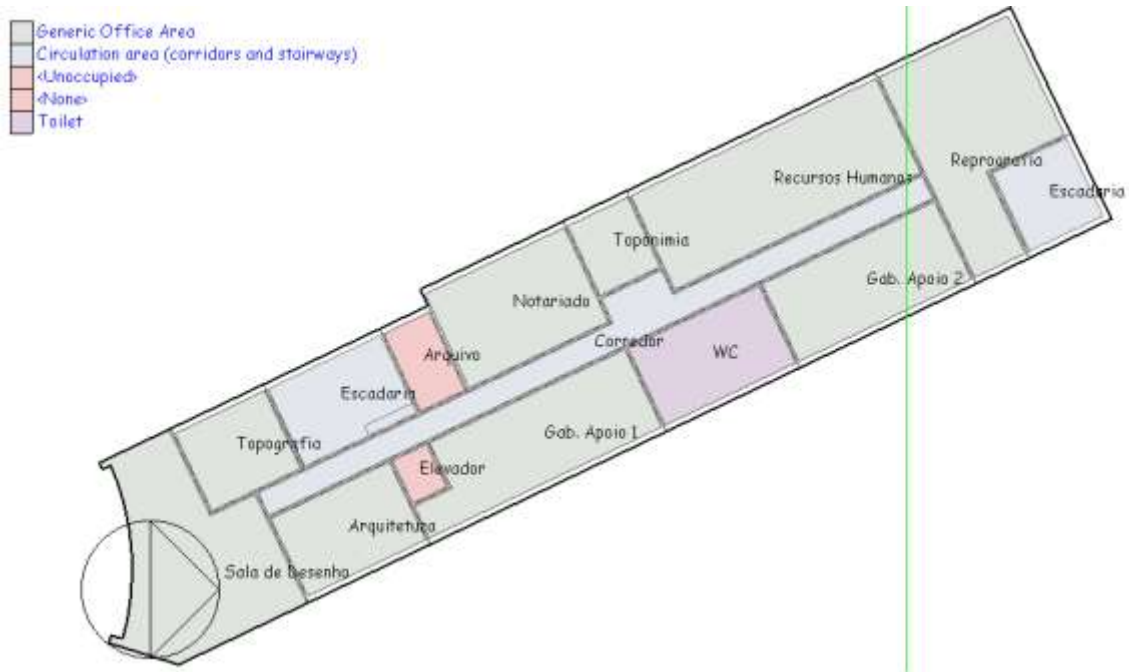 Generic Office Area
Circulation area (corridors and stairways)
<Unoccupied>
<None>
Toilet
Reprografia
Recursos Humanos
Escadaria
Toponimia
Gab. Apoio 2
Notariado
Corredor
WC
Arquivo
Escadaria
Gab. Apoio 1
Topografia
Elevador
Arquitetura
Sala de Desenho